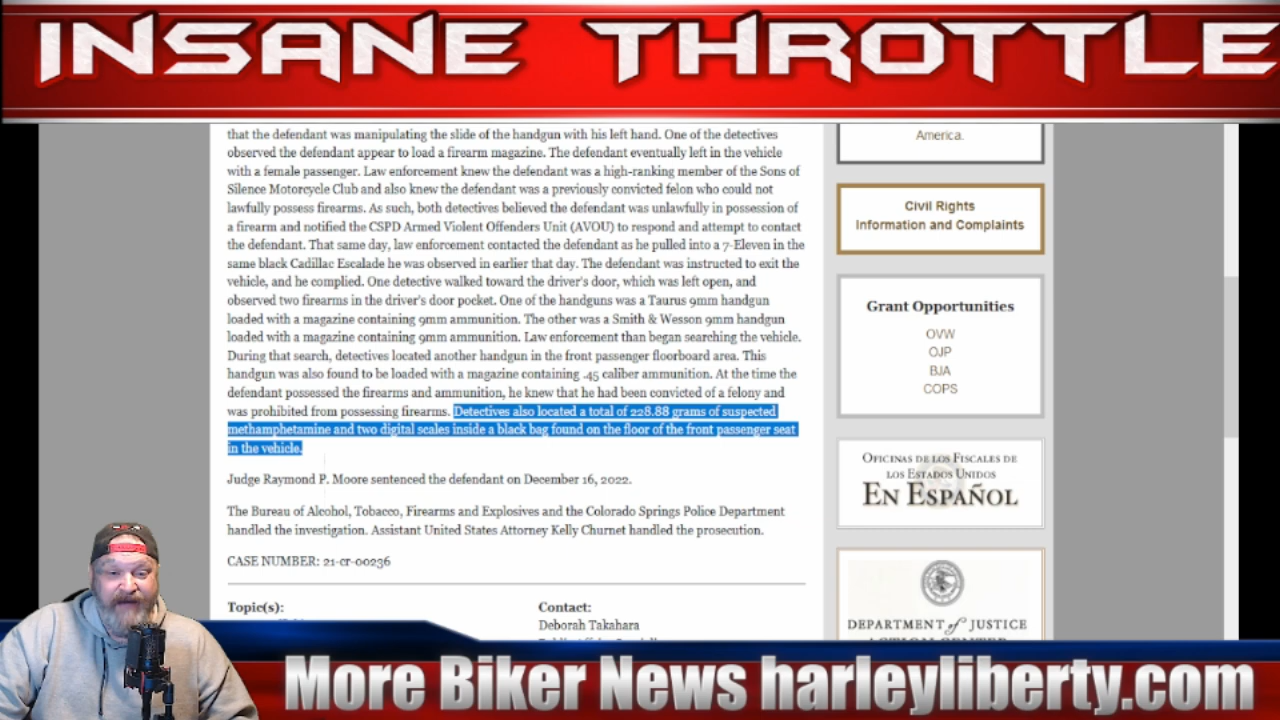 INSANE THROTTLE
that the defendant was manipulating the slide of the handgun with his left hand. One of the detectives
observed the defendant appear to load a firearm magazine. The defendant eventually left in the vehicle
with a female passenger. Law enforcement knew the defendant was a high-ranking member of the Sons of
Silence Motorcycle Club and also knew the defendant was a previously convicted felon who could not
lawfully possess firearms. As such, both detectives believed the defendant was unlawfully in possession of
a firearm and notified the CSPD Armed Violent Offenders Unit (AVOU) to respond and attempt to contact
the defendant. That same day, law enforcement contacted the defendant as he pulled into a 7-Eleven in the
same black Cadillac Escalade he was observed in earlier that day. The defendant was instructed to exit the
vehicle, and he complied. One detective walked toward the driver's door, which was left open, and
observed two firearms in the driver's door pocket. One of the handguns was a Taurus 9mm handgun
loaded with a magazine containing 9mm ammunition. The other was a Smith & Wesson 9mm handgun
loaded with a magazine containing 9mm ammunition. Law enforcement than began searching the vehicle.
During that search, detectives located another handgun in the front passenger floorboard area. This
handgun was also found to be loaded with a magazine containing .45 caliber ammunition. At the time the
defendant possessed the firearms and ammunition, he knew that he had been convicted of a felony and
was prohibited from possessing firearms. Detectives also located a total of 228.88 grams of suspected
methamphetamine and two digital scales inside a black bag found on the floor of the front passenger seat
in the vehicle.
Judge Raymond P. Moore sentenced the defendant on December 16, 2022.
The Bureau of Alcohol, Tobacco, Firearms and Explosives and the Colorado Springs Police Department
handled the investigation. Assistant United States Attorney Kelly Churnet handled the prosecution.
CASE NUMBER: 21-cr-00236
Topic(s):
Contact:
Deborah Takahara
America.
Civil Rights
Information and Complaints
Grant Opportunities
OVW
OJP
BJA
COPS
OFICINAS DE LOS FISCALES DE
LOS ESTADOS UNIDOS
EN ESPAÑOL
DEPARTMENT of JUSTICE
ACTION CENTER
More Biker News harleyliberty.com